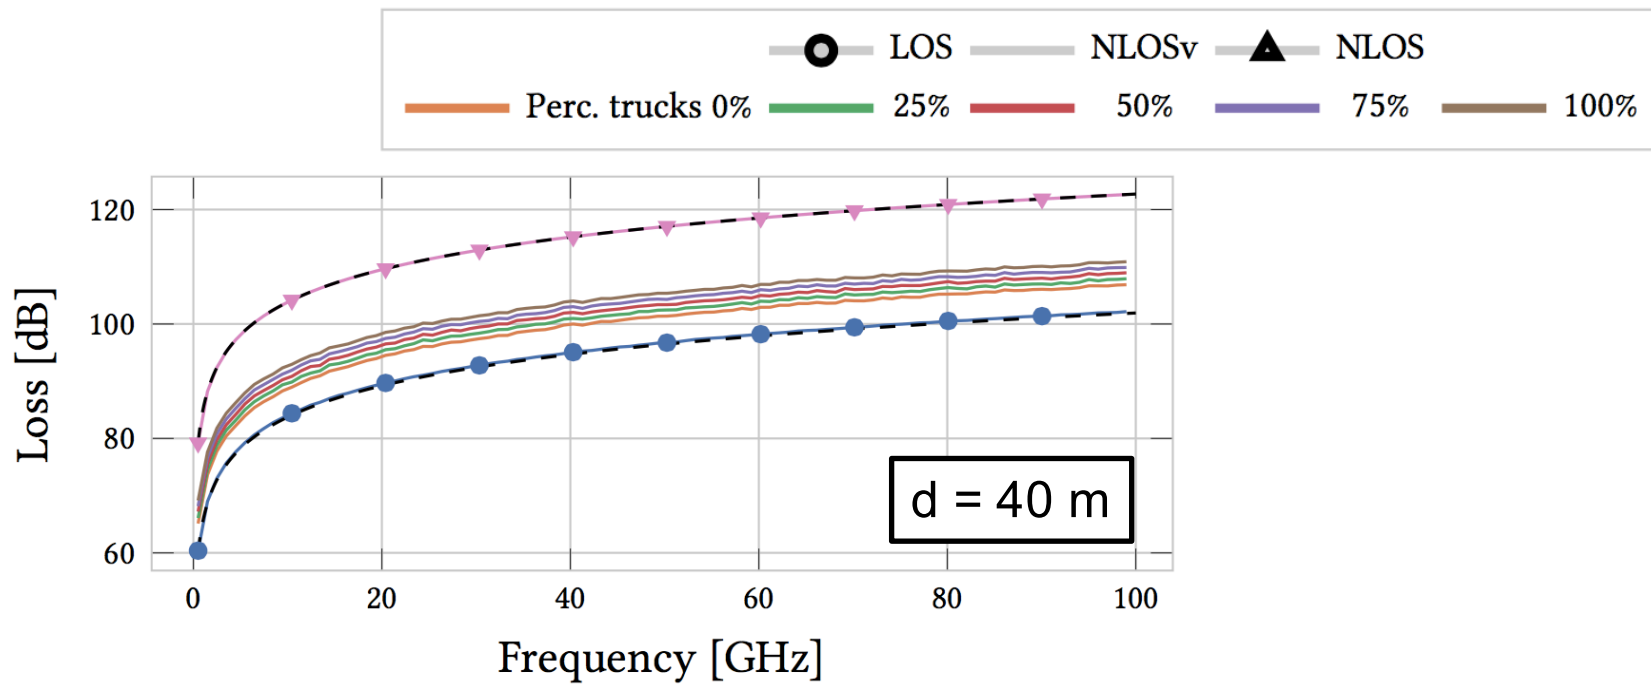 LOS NLOSv NLOS
Perc. trucks 0% 25% 50% 75% 100%
120
100
80
60
Loss [dB]
d = 40 m
0 20 40 60 80 100
Frequency [GHz]